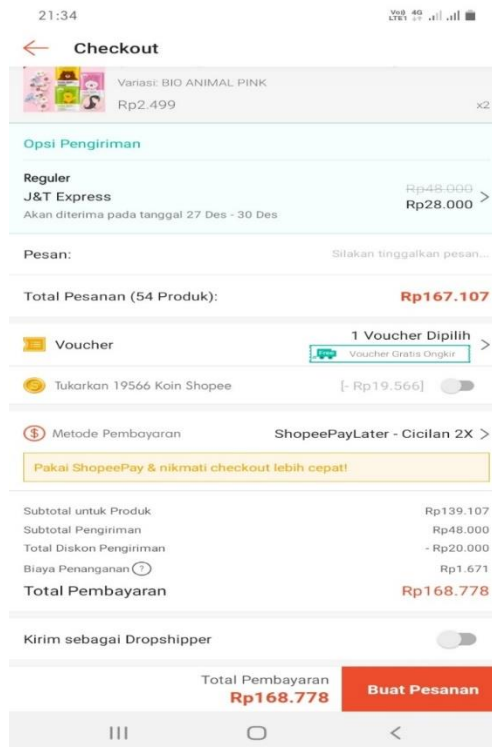 21:34
Vo)) 4G
LTE1
Checkout
Variasi: BIO ANIMAL PINK
Rp2.499 x2
Opsi Pengiriman
Reguler
J&T Express Rp48.000
Akan diterima pada tanggal 27 Des - 30 Des Rp28.000
Pesan: Silakan tinggalkan pesan...
Total Pesanan (54 Produk): Rp167.107
Voucher 1 Voucher Dipilih
Free Voucher Gratis Ongkir
Tukarkan 19566 Koin Shopee [- Rp19.566]
Metode Pembayaran ShopeePayLater - Cicilan 2X
Pakai ShopeePay & nikmati checkout lebih cepat!
Subtotal untuk Produk Rp139.107
Subtotal Pengiriman Rp48.000
Total Diskon Pengiriman - Rp20.000
Biaya Penanganan ? Rp1.671
Total Pembayaran Rp168.778
Kirim sebagai Dropshipper
Total Pembayaran
Rp168.778
Buat Pesanan